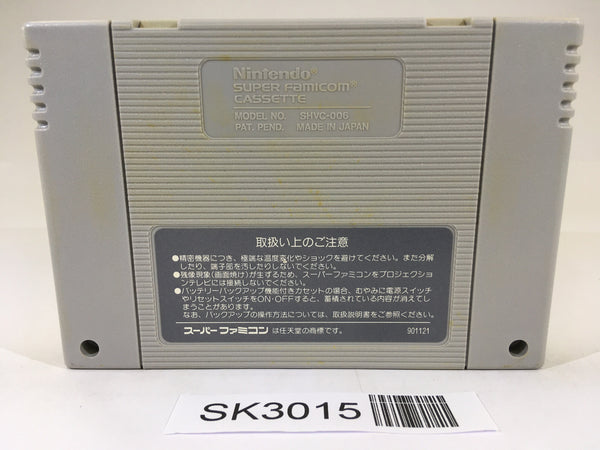 Nintendo®
SUPER FAMICOM®
CASSETTE
MODEL NO. SHVC-006
PAT. PEND. MADE IN JAPAN
取扱い上のご注意
●精密機器につき、極端な温度変化やショックを避けてください。また分解
したり、端子部を汚したりしないでください。
●残像現象(画面焼け)が生ずるため、スーパーファミコンをプロジェクショ
ンテレビには接続しないでください。
●バッテリーバックアップ機能付きカセットの場合、むやみに電源スイッチ
やリセットスイッチをON・OFFすると、蓄積されている内容が消えてし
まうことがあります。
なお、バックアップの操作方法については、取扱説明書をご参照ください。
スーパーファミコン は任天堂の商標です。 901121
SK3015